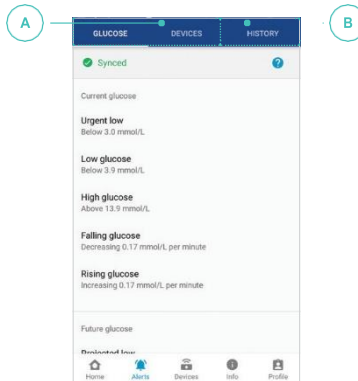 A
B
GLUCOSE DEVICES HISTORY
Synced
?
Current glucose
Urgent low
Below 3.0 mmol/L
Low glucose
Below 3.9 mmol/L
High glucose
Above 13.9 mmol/L
Falling glucose
Decreasing 0.17 mmol/L per minute
Rising glucose
Increasing 0.17 mmol/L per minute
Future glucose
Projected low
Home Alerts Devices Info Profile